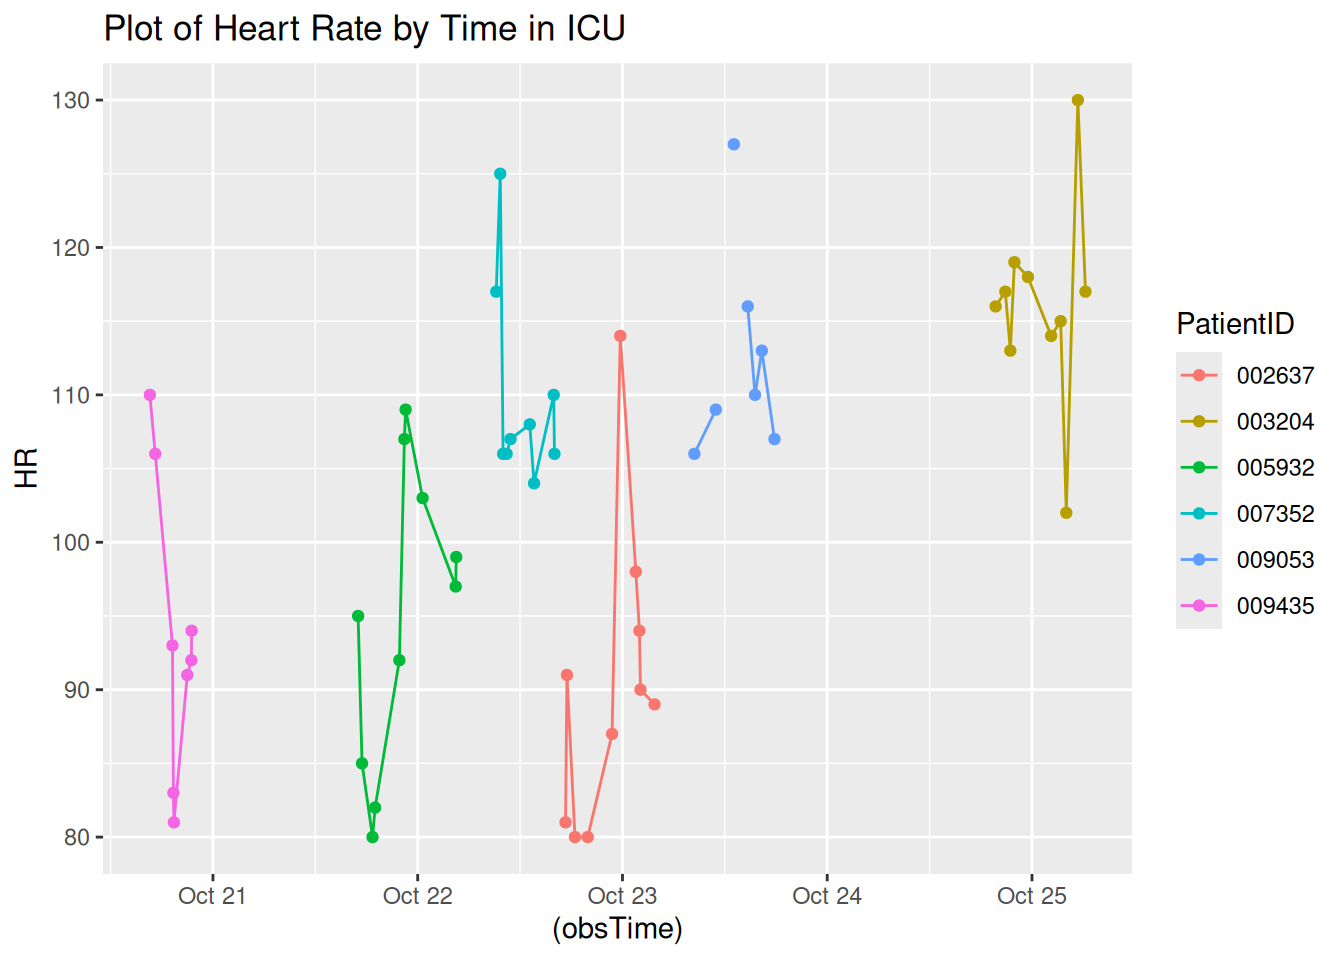 Plot of Heart Rate by Time in ICU
130
120
110
100
90
80
HR
Oct 21
Oct 22
Oct 23
Oct 24
Oct 25
(obsTime)
PatientID
002637
003204
005932
007352
009053
009435